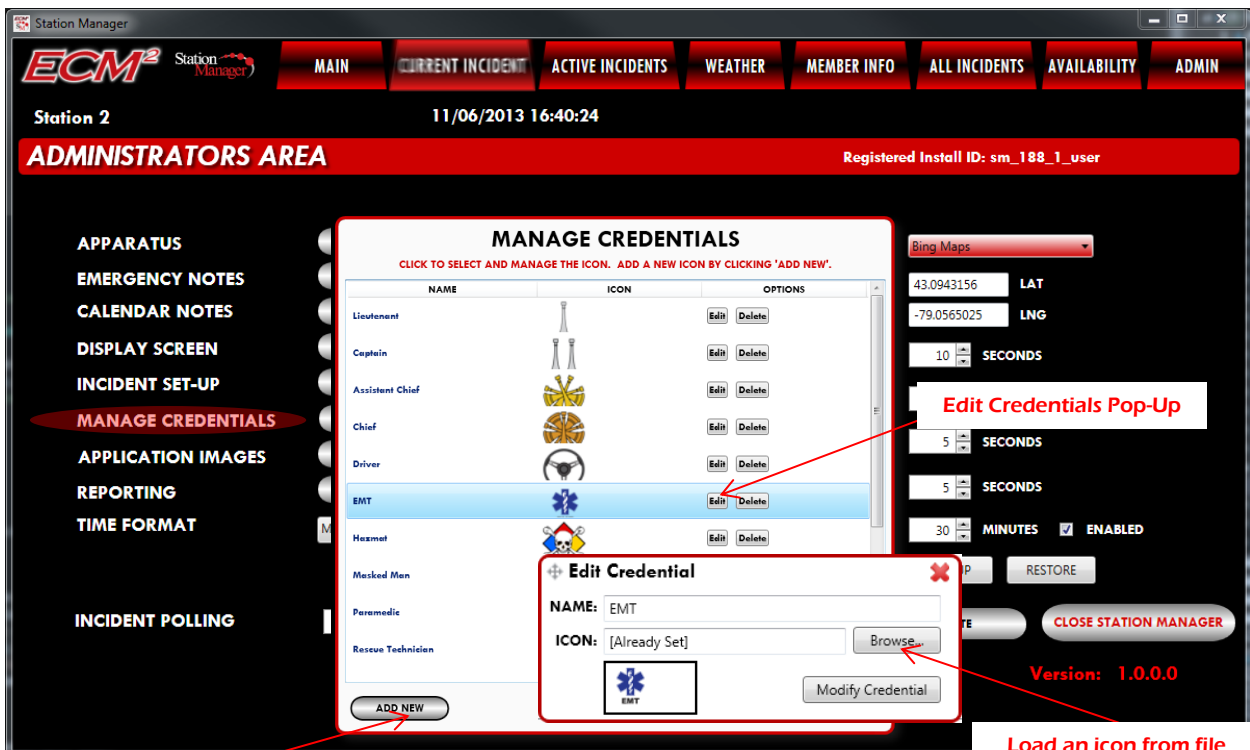 Station Manager
ECM² Station Manager
MAIN CURRENT INCIDENT ACTIVE INCIDENTS WEATHER MEMBER INFO ALL INCIDENTS AVAILABILITY ADMIN
Station 2 11/06/2013 16:40:24
ADMINISTRATORS AREA Registered Install ID: sm_188_1_user
APPARATUS
EMERGENCY NOTES
CALENDAR NOTES
DISPLAY SCREEN
INCIDENT SET-UP
MANAGE CREDENTIALS
APPLICATION IMAGES
REPORTING
TIME FORMAT M
INCIDENT POLLING
MANAGE CREDENTIALS
CLICK TO SELECT AND MANAGE THE ICON. ADD A NEW ICON BY CLICKING 'ADD NEW'.
NAME ICON OPTIONS
Lieutenant Edit Delete
Captain Edit Delete
Assistant Chief Edit Delete
Chief Edit Delete
Driver Edit Delete
EMT EMT Edit Delete
Hazmat Edit Delete
Masked Man
Paramedic
Rescue Technician
ADD NEW
Edit Credential
NAME: EMT
ICON: [Already Set] Browse...
EMT
Modify Credential
Bing Maps
43.0943156 LAT
-79.0565025 LNG
10 SECONDS
Edit Credentials Pop-Up
5 SECONDS
5 SECONDS
30 MINUTES ENABLED
P RESTORE
TE CLOSE STATION MANAGER
Version: 1.0.0.0
Load an icon from file